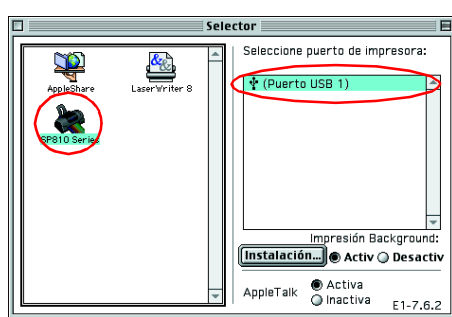 Selector
AppleShare
LaserWriter 8
SP810 Series
Seleccione puerto de impresora:
(Puerto USB 1)
Impresión Background:
Instalación...
Activ
Desactiv
AppleTalk
Activa
Inactiva
E1-7.6.2